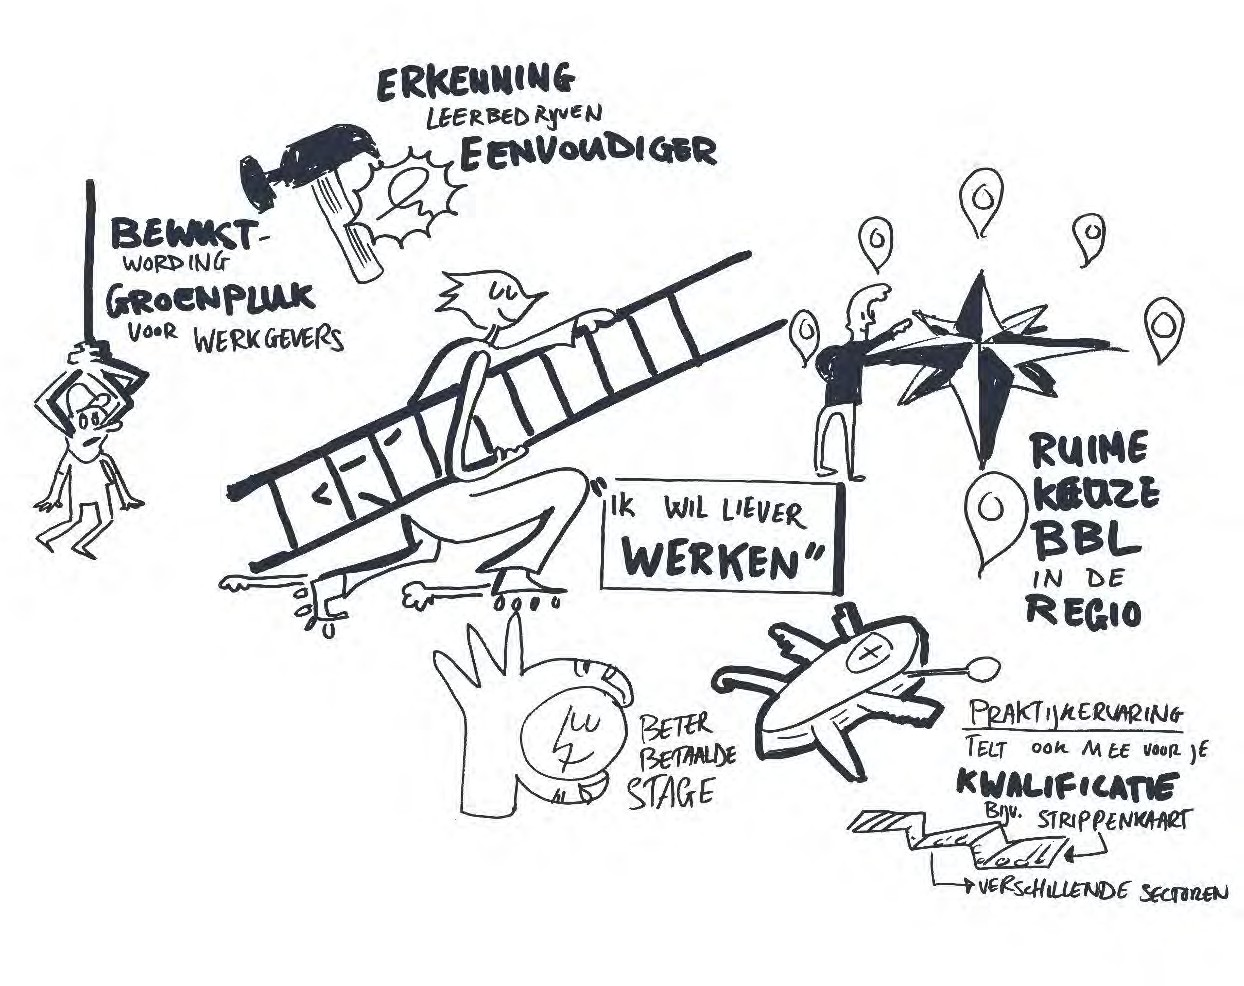 ERKENNING
LEERBEDRIJVEN
EENVOUDIGER
BEWUST-
WORDING
GROENPLUK
VOOR WERKGEVERS
"IK WIL LIEVER
WERKEN"
RUIME
KEUZE
BBL
IN DE
REGIO
BETER
BETAALDE
STAGE
PRAKTIJKERVARING
TELT OOK MEE VOOR JE
KWALIFICATIE
BIJV. STRIPPENKAART
VERSCHILLENDE SECTOREN